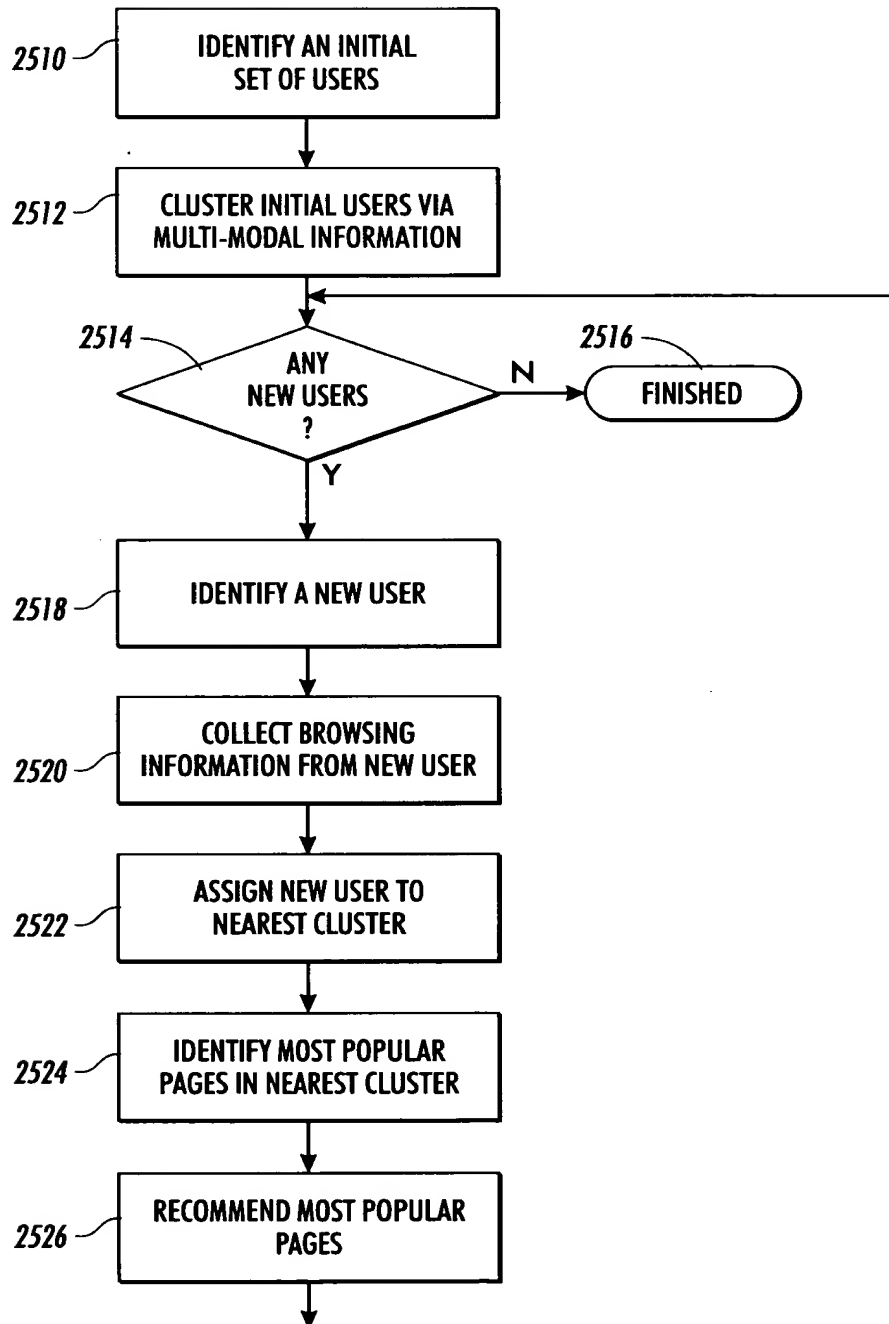 2510
IDENTIFY AN INITIAL
SET OF USERS
2512
CLUSTER INITIAL USERS VIA
MULTI-MODAL INFORMATION
2514
ANY
NEW USERS
?
N
2516
FINISHED
Y
2518
IDENTIFY A NEW USER
2520
COLLECT BROWSING
INFORMATION FROM NEW USER
2522
ASSIGN NEW USER TO
NEAREST CLUSTER
2524
IDENTIFY MOST POPULAR
PAGES IN NEAREST CLUSTER
2526
RECOMMEND MOST POPULAR
PAGES